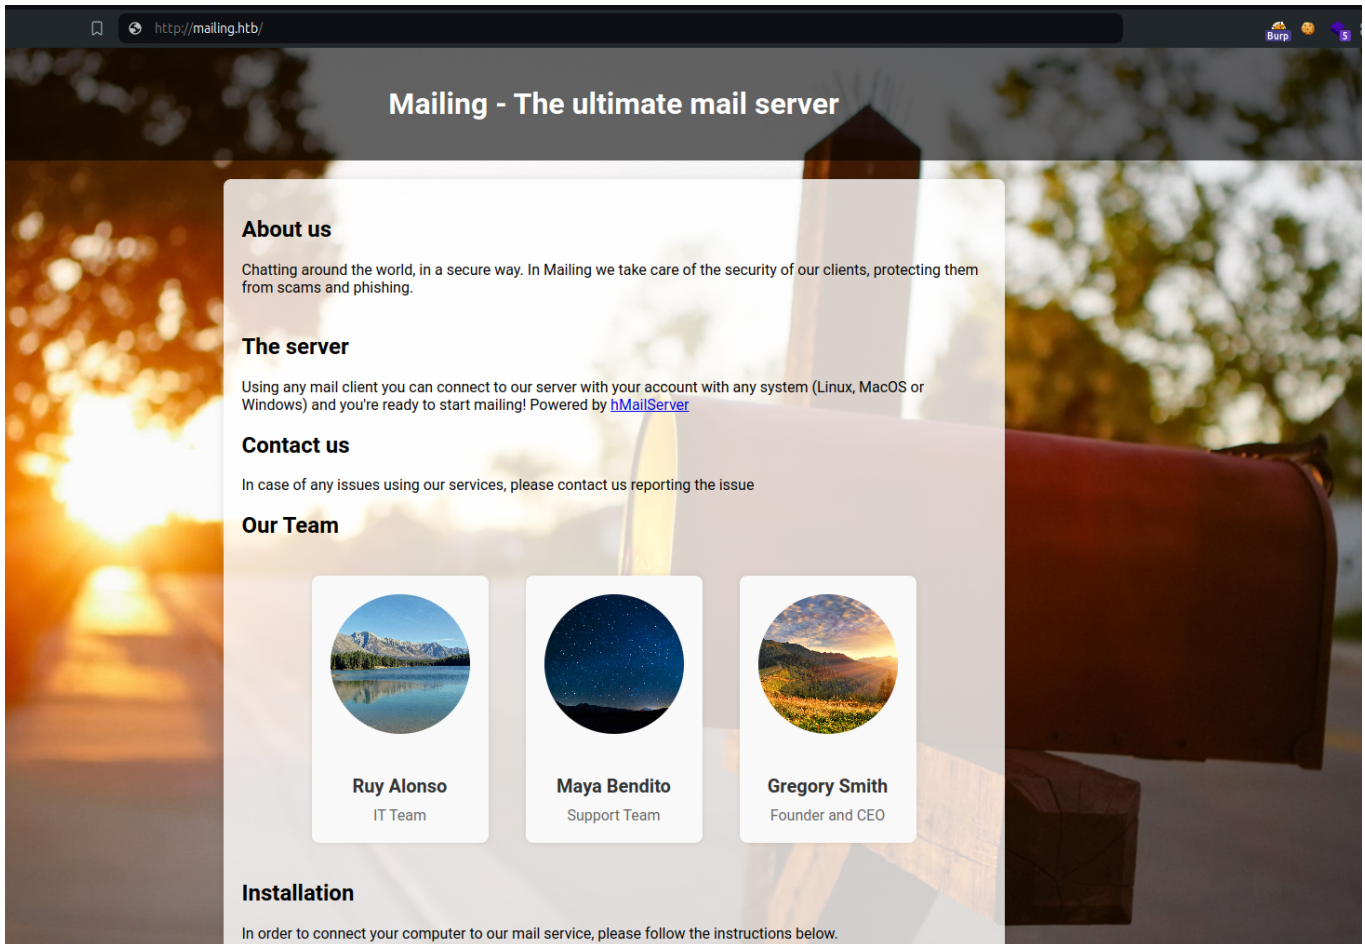 http://mailing.htb/
Burp
5
Mailing - The ultimate mail server
About us
Chatting around the world, in a secure way. In Mailing we take care of the security of our clients, protecting them
from scams and phishing.
The server
Using any mail client you can connect to our server with your account with any system (Linux, MacOS or
Windows) and you're ready to start mailing! Powered by hMailServer
Contact us
In case of any issues using our services, please contact us reporting the issue
Our Team
Ruy Alonso
IT Team
Maya Bendito
Support Team
Gregory Smith
Founder and CEO
Installation
In order to connect your computer to our mail service, please follow the instructions below.